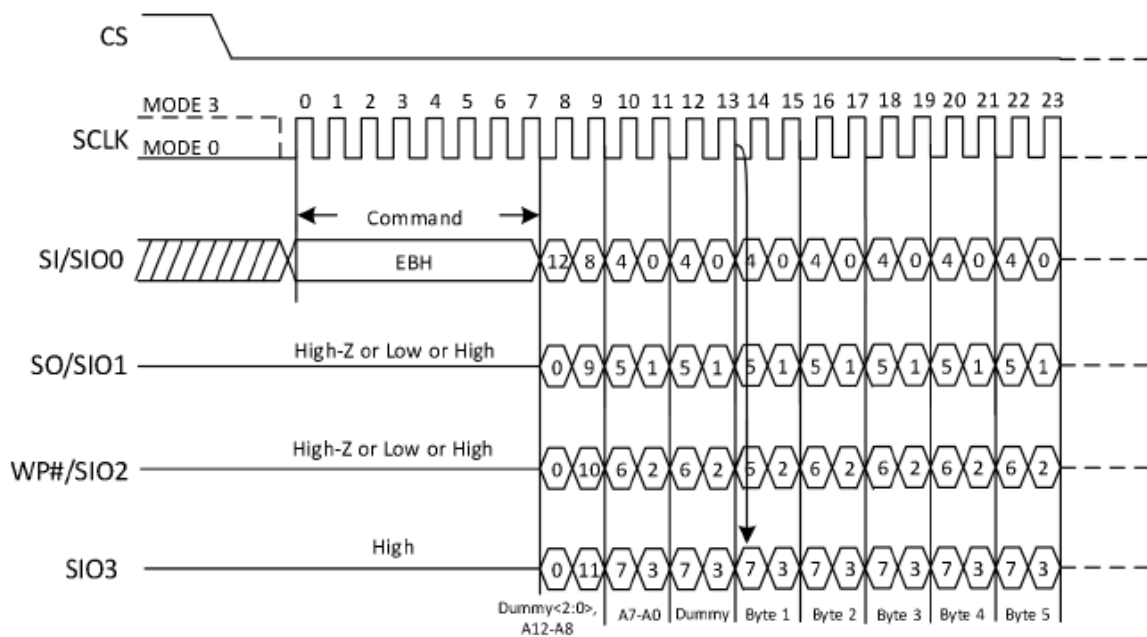 CS
0 1 2 3 4 5 6 7 8 9 10 11 12 13 14 15 16 17 18 19 20 21 22 23
MODE 3
SCLK
MODE 0
Command
SI/SIO0
EBH
12 8 4 0 4 0 4 0 4 0 4 0 4 0 4 0
High-Z or Low or High
SO/SIO1
0 9 5 1 5 1 5 1 5 1 5 1 5 1 5 1
High-Z or Low or High
WP#/SIO2
0 10 6 2 6 2 6 2 6 2 6 2 6 2 6 2
High
SIO3
0 11 7 3 7 3 7 3 7 3 7 3 7 3 7 3
Dummy<2:0>,
A12-A8
A7-A0
Dummy
Byte 1
Byte 2
Byte 3
Byte 4
Byte 5